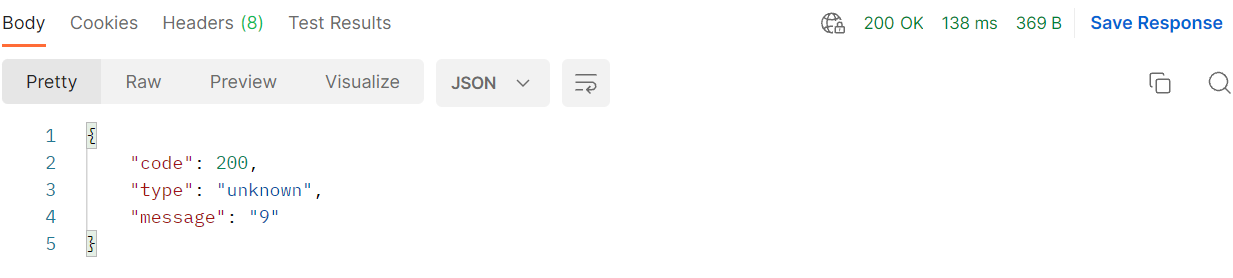 Body Cookies Headers (8) Test Results 200 OK 138 ms 369 B Save Response
Pretty Raw Preview Visualize JSON
1 {
2 "code": 200,
3 "type": "unknown",
4 "message": "9"
5 }